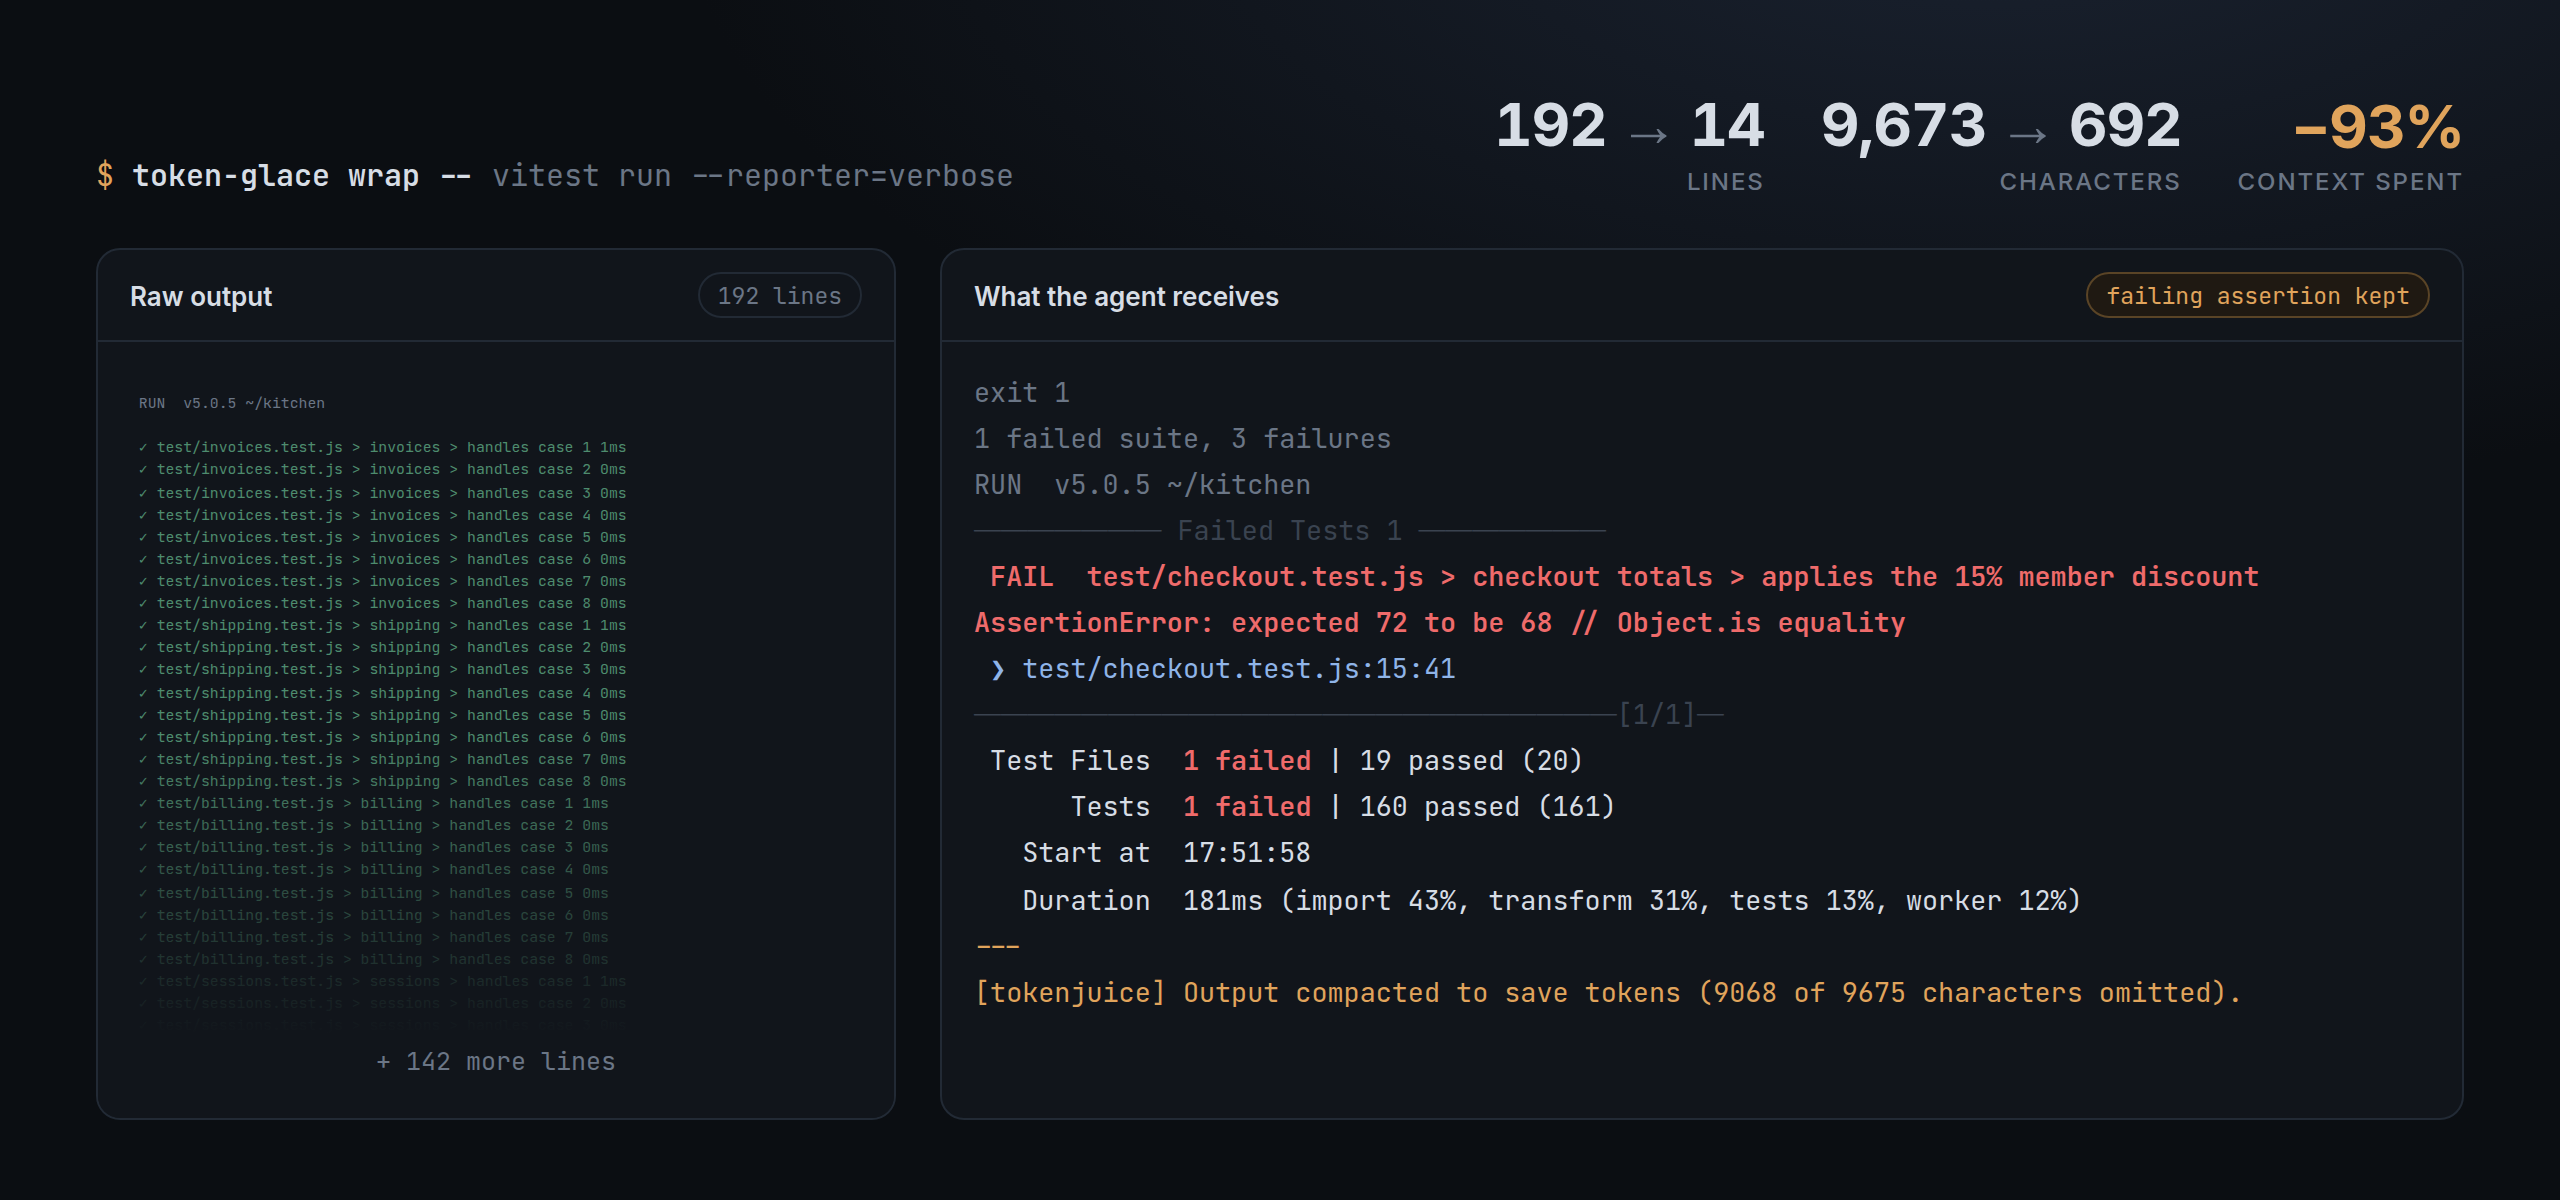 $ token-glace wrap -- vitest run --reporter=verbose
192 → 14
LINES
9,673 → 692
CHARACTERS
–93%
CONTEXT SPENT
Raw output
192 lines
RUN  v5.0.5 ~/kitchen
✓ test/invoices.test.js > invoices > handles case 1 1ms
✓ test/invoices.test.js > invoices > handles case 2 0ms
✓ test/invoices.test.js > invoices > handles case 3 0ms
✓ test/invoices.test.js > invoices > handles case 4 0ms
✓ test/invoices.test.js > invoices > handles case 5 0ms
✓ test/invoices.test.js > invoices > handles case 6 0ms
✓ test/invoices.test.js > invoices > handles case 7 0ms
✓ test/invoices.test.js > invoices > handles case 8 0ms
✓ test/shipping.test.js > shipping > handles case 1 1ms
✓ test/shipping.test.js > shipping > handles case 2 0ms
✓ test/shipping.test.js > shipping > handles case 3 0ms
✓ test/shipping.test.js > shipping > handles case 4 0ms
✓ test/shipping.test.js > shipping > handles case 5 0ms
✓ test/shipping.test.js > shipping > handles case 6 0ms
✓ test/shipping.test.js > shipping > handles case 7 0ms
✓ test/shipping.test.js > shipping > handles case 8 0ms
✓ test/billing.test.js > billing > handles case 1 1ms
✓ test/billing.test.js > billing > handles case 2 0ms
✓ test/billing.test.js > billing > handles case 3 0ms
✓ test/billing.test.js > billing > handles case 4 0ms
✓ test/billing.test.js > billing > handles case 5 0ms
✓ test/billing.test.js > billing > handles case 6 0ms
✓ test/billing.test.js > billing > handles case 7 0ms
✓ test/billing.test.js > billing > handles case 8 0ms
✓ test/sessions.test.js > sessions > handles case 1 1ms
✓ test/sessions.test.js > sessions > handles case 2 0ms
+ 142 more lines
What the agent receives
failing assertion kept
exit 1
1 failed suite, 3 failures
RUN  v5.0.5 ~/kitchen
──────────── Failed Tests 1 ────────────
 FAIL  test/checkout.test.js > checkout totals > applies the 15% member discount
AssertionError: expected 72 to be 68 // Object.is equality
 ❯ test/checkout.test.js:15:41
────────────────────────────────────────[1/1]──
 Test Files  1 failed | 19 passed (20)
      Tests  1 failed | 160 passed (161)
   Start at  17:51:58
   Duration  181ms (import 43%, transform 31%, tests 13%, worker 12%)
---
[tokenjuice] Output compacted to save tokens (9068 of 9675 characters omitted).